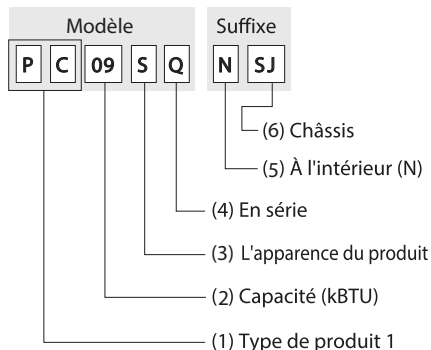 Modèle Suffixe
P C 09 S Q N SJ
(6) Châssis
(5) À l'intérieur (N)
(4) En série
(3) L'apparence du produit
(2) Capacité (kBTU)
(1) Type de produit 1